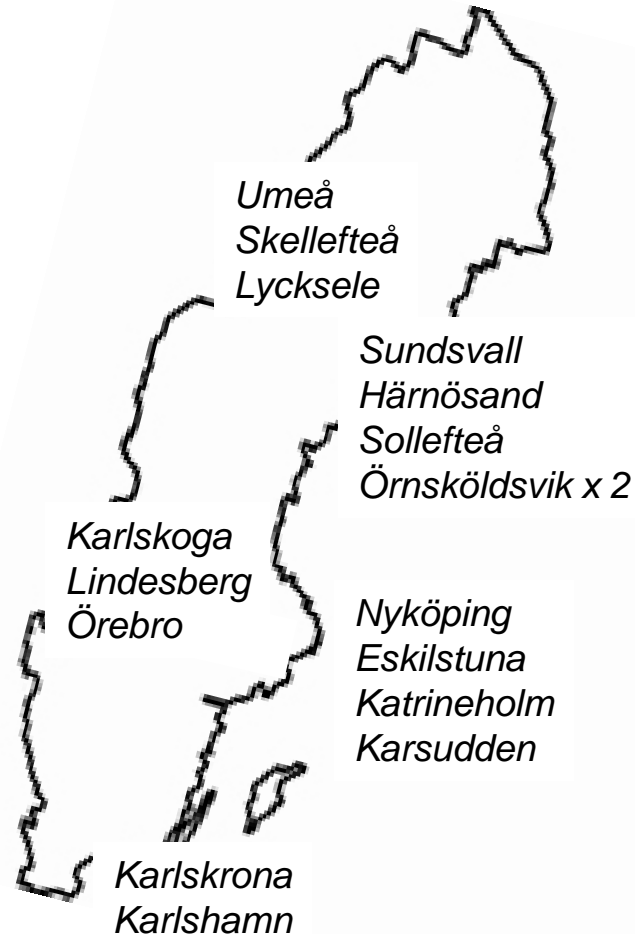 Umeå
Skellefteå
Lycksele
Sundsvall
Härnösand
Sollefteå
Örnsköldsvik x 2
Karlskoga
Lindesberg
Örebro
Nyköping
Eskilstuna
Katrineholm
Karsudden
Karlskrona
Karlshamn